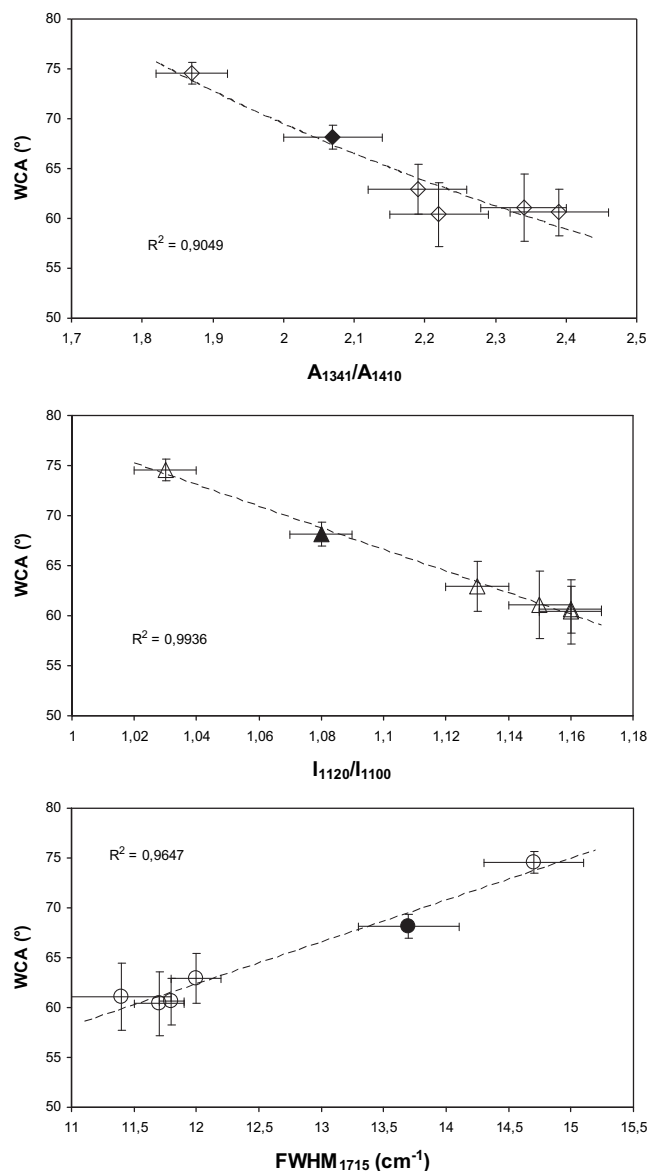 80
75
70
65
60
55
50
WCA (°)
R² = 0,9049
1,7 1,8 1,9 2 2,1 2,2 2,3 2,4 2,5
A₁₃₄₁/A₁₄₁₀
80
75
70
65
60
55
50
WCA (°)
R² = 0,9936
1 1,02 1,04 1,06 1,08 1,1 1,12 1,14 1,16 1,18
I₁₁₂₀/I₁₁₀₀
80
75
70
65
60
55
50
WCA (°)
R² = 0,9647
11 11,5 12 12,5 13 13,5 14 14,5 15 15,5
FWHM₁₇₁₅ (cm⁻¹)